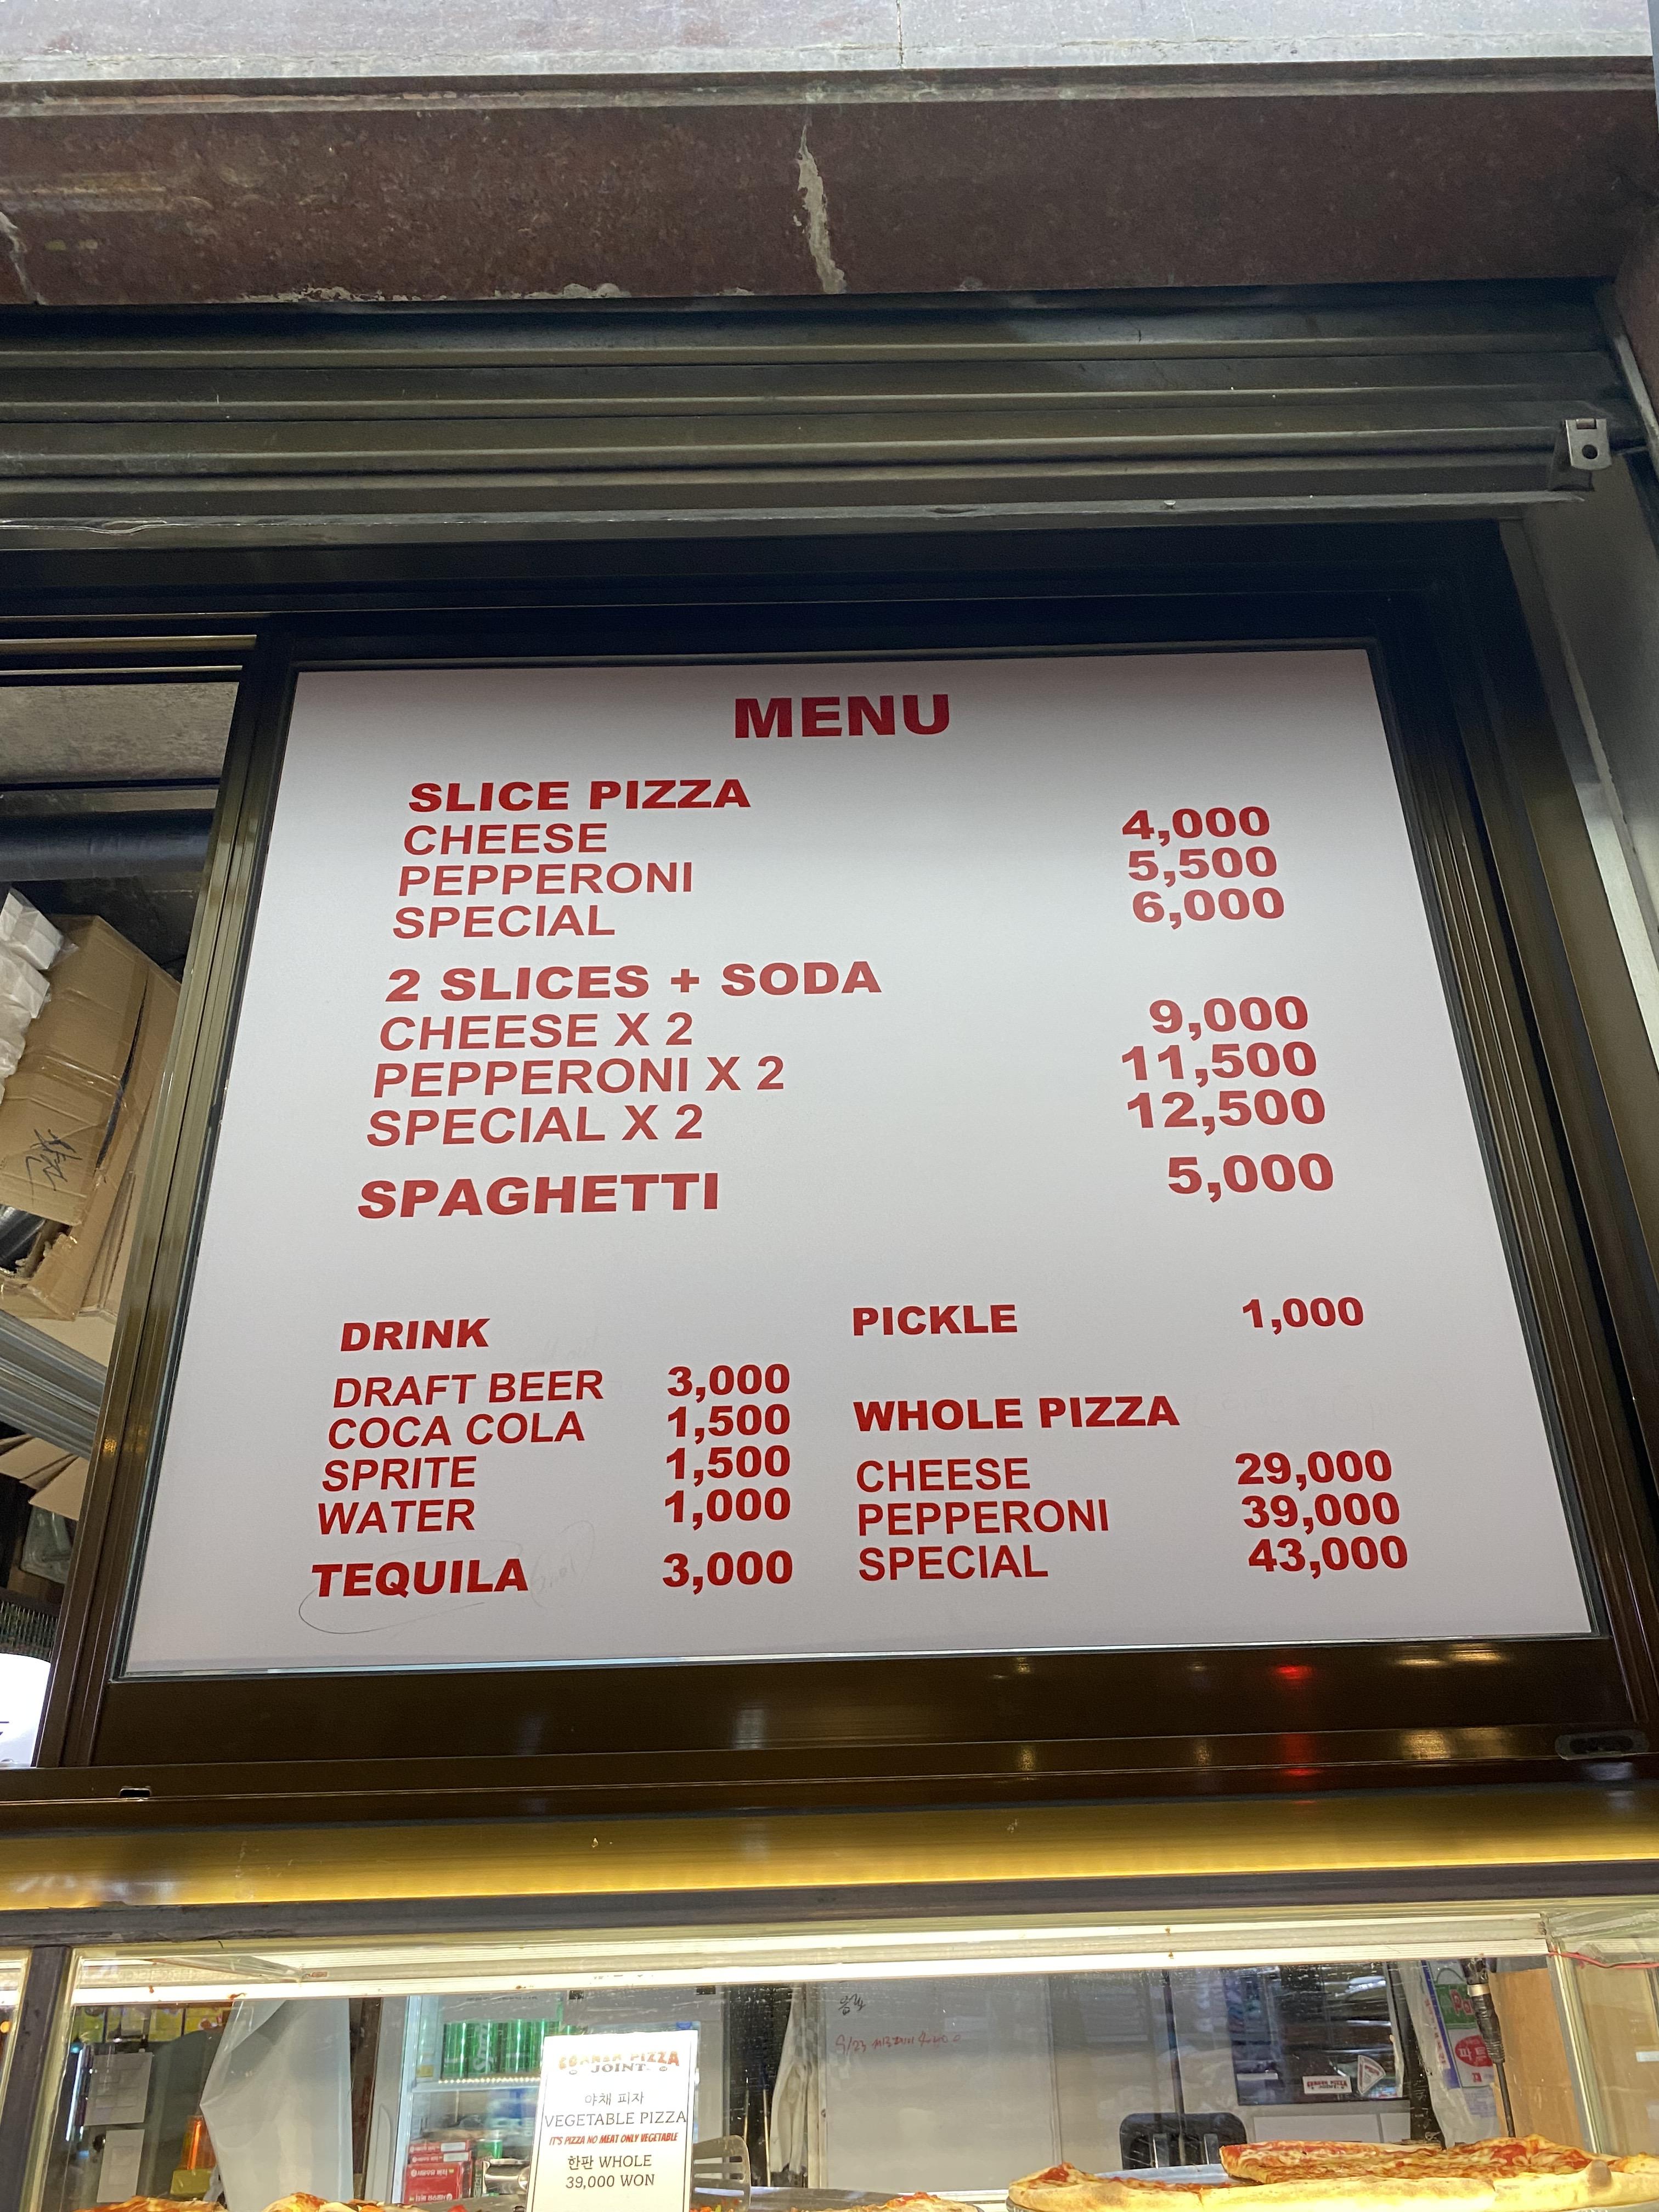 MENU
SLICE PIZZA
CHEESE 4,000
PEPPERONI 5,500
SPECIAL 6,000
2 SLICES + SODA
CHEESE X 2 9,000
PEPPERONI X 2 11,500
SPECIAL X 2 12,500
SPAGHETTI 5,000
DRINK
DRAFT BEER 3,000
COCA COLA 1,500
SPRITE 1,500
WATER 1,000
TEQUILA 3,000
PICKLE 1,000
WHOLE PIZZA
CHEESE 29,000
PEPPERONI 39,000
SPECIAL 43,000
CORNER PIZZA
JOINT
야채 피자
VEGETABLE PIZZA
IT'S PIZZA NO MEAT ONLY VEGETABLE
한판 WHOLE
39,000 WON